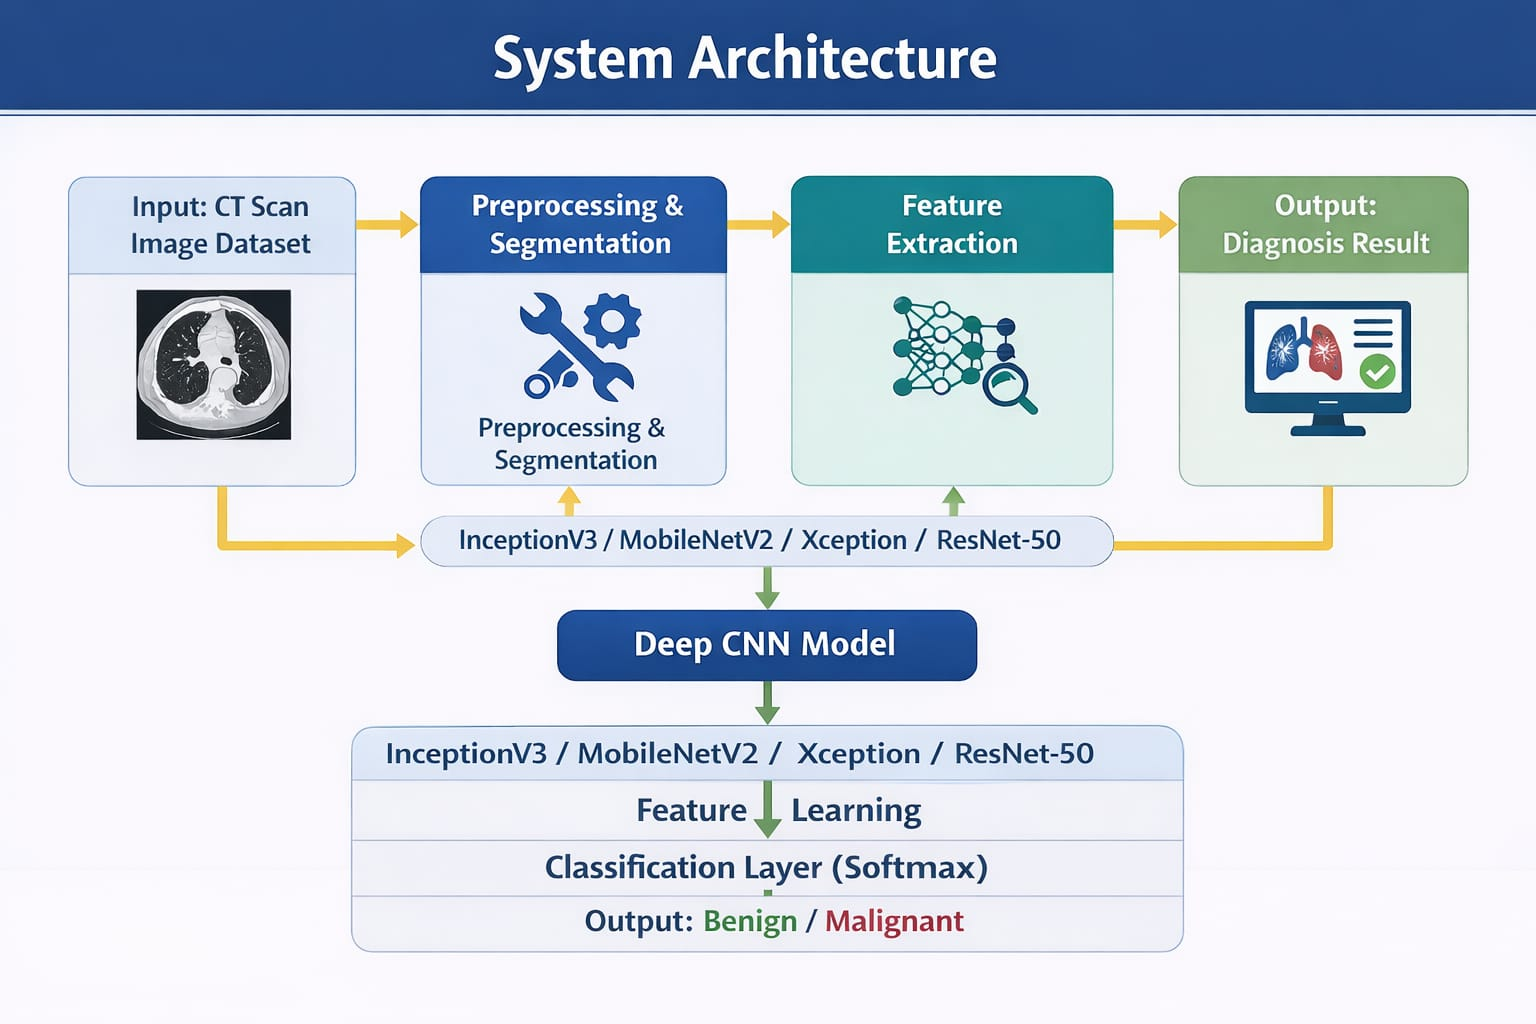 System Architecture
Input: CT Scan
Image Dataset
Preprocessing &
Segmentation
Preprocessing &
Segmentation
Feature
Extraction
Output:
Diagnosis Result
InceptionV3 / MobileNetV2 / Xception / ResNet-50
Deep CNN Model
InceptionV3 / MobileNetV2 / Xception / ResNet-50
Feature Learning
Classification Layer (Softmax)
Output: Benign / Malignant